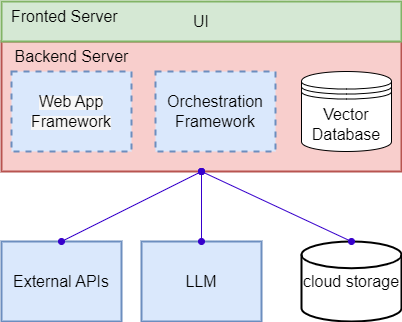 Fronted Server
UI
Backend Server
Web App
Framework
Orchestration
Framework
Vector
Database
External APIs
LLM
cloud storage